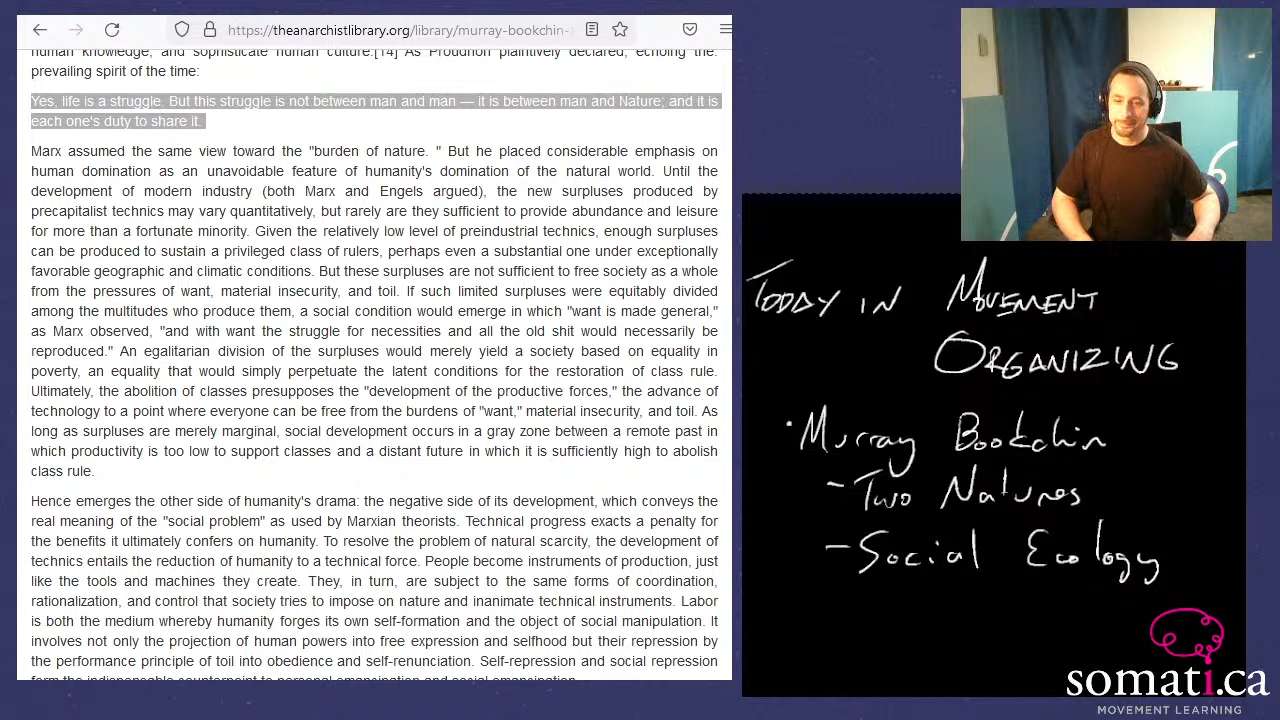 https://theanarchistlibrary.org/library/murray-bookchin-
human knowledge, and sophisticate human culture.[14] As Proudhon plaintively declared, echoing the
prevailing spirit of the time:
Yes, life is a struggle. But this struggle is not between man and man — it is between man and Nature; and it is
each one's duty to share it.
Marx assumed the same view toward the "burden of nature. " But he placed considerable emphasis on
human domination as an unavoidable feature of humanity's domination of the natural world. Until the
development of modern industry (both Marx and Engels argued), the new surpluses produced by
precapitalist technics may vary quantitatively, but rarely are they sufficient to provide abundance and leisure
for more than a fortunate minority. Given the relatively low level of preindustrial technics, enough surpluses
can be produced to sustain a privileged class of rulers, perhaps even a substantial one under exceptionally
favorable geographic and climatic conditions. But these surpluses are not sufficient to free society as a whole
from the pressures of want, material insecurity, and toil. If such limited surpluses were equitably divided
among the multitudes who produce them, a social condition would emerge in which "want is made general,"
as Marx observed, "and with want the struggle for necessities and all the old shit would necessarily be
reproduced." An egalitarian division of the surpluses would merely yield a society based on equality in
poverty, an equality that would simply perpetuate the latent conditions for the restoration of class rule.
Ultimately, the abolition of classes presupposes the "development of the productive forces," the advance of
technology to a point where everyone can be free from the burdens of "want," material insecurity, and toil. As
long as surpluses are merely marginal, social development occurs in a gray zone between a remote past in
which productivity is too low to support classes and a distant future in which it is sufficiently high to abolish
class rule.
Hence emerges the other side of humanity's drama: the negative side of its development, which conveys the
real meaning of the "social problem" as used by Marxian theorists. Technical progress exacts a penalty for
the benefits it ultimately confers on humanity. To resolve the problem of natural scarcity, the development of
technics entails the reduction of humanity to a technical force. People become instruments of production, just
like the tools and machines they create. They, in turn, are subject to the same forms of coordination,
rationalization, and control that society tries to impose on nature and inanimate technical instruments. Labor
is both the medium whereby humanity forges its own self-formation and the object of social manipulation. It
involves not only the projection of human powers into free expression and selfhood but their repression by
the performance principle of toil into obedience and self-renunciation. Self-repression and social repression
TODAY IN MOVEMENT
ORGANIZING
· Murray Bookchin
- Two Natures
- Social Ecology
somati.ca
MOVEMENT LEARNING